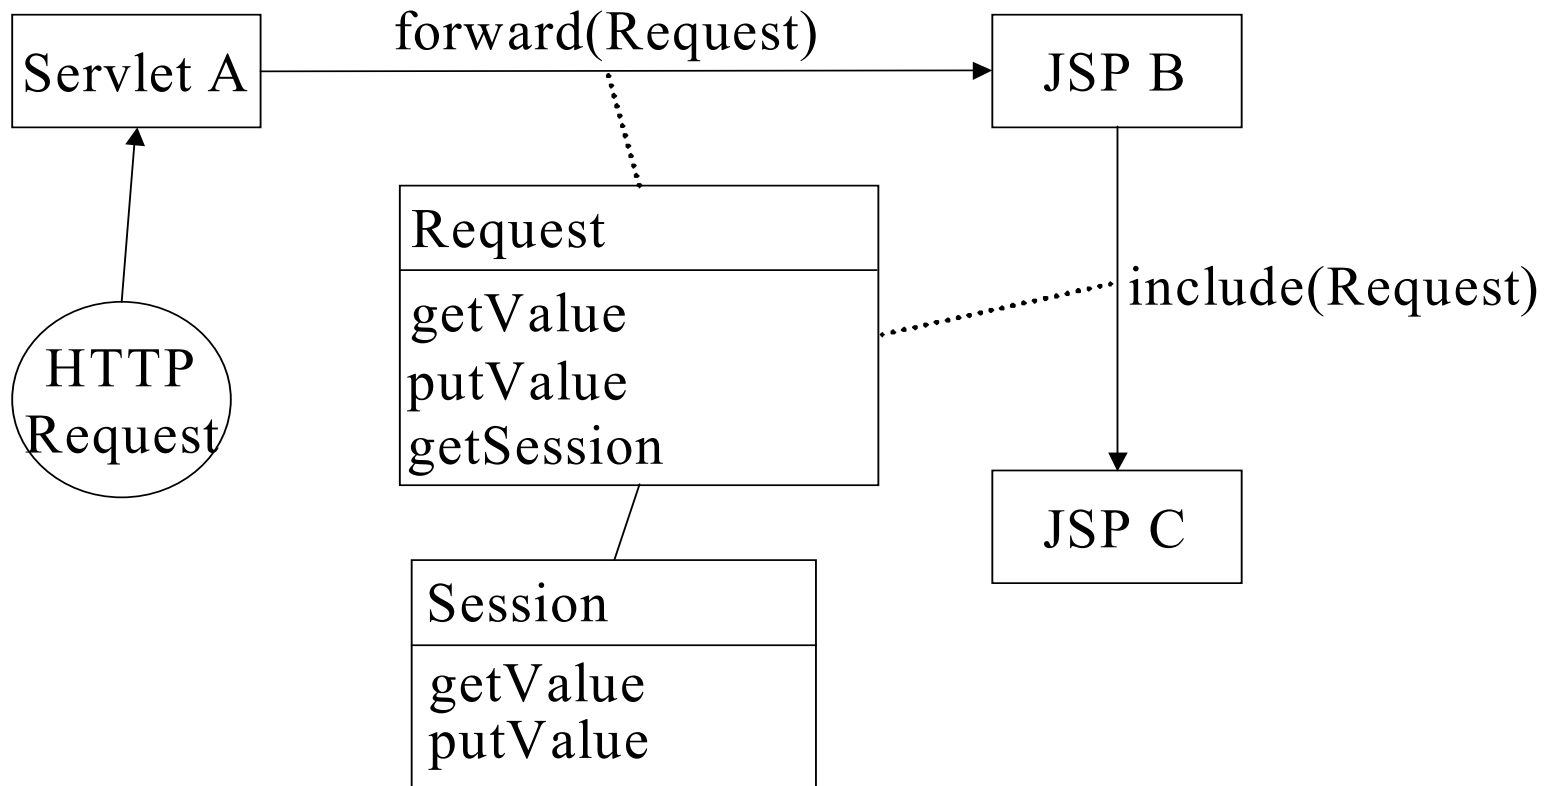 forward(Request)
Servlet A
JSP B
Request
getValue
putValue
getSession
include(Request)
HTTP
Request
JSP C
Session
getValue
putValue